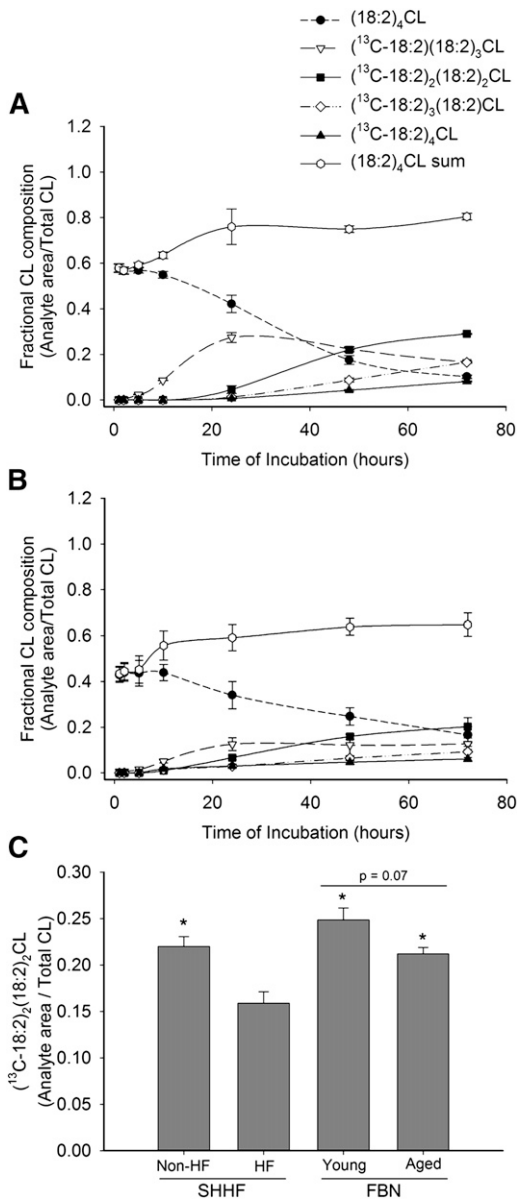 (18:2)₄CL
(¹³C-18:2)(18:2)₃CL
(¹³C-18:2)₂(18:2)₂CL
(¹³C-18:2)₃(18:2)CL
(¹³C-18:2)₄CL
(18:2)₄CL sum
A
Fractional CL composition
(Analyte area/Total CL)
1.2
1.0
0.8
0.6
0.4
0.2
0.0
0 20 40 60 80
Time of Incubation (hours)
B
Fractional CL composition
(Analyte area/Total CL)
1.2
1.0
0.8
0.6
0.4
0.2
0.0
0 20 40 60 80
Time of Incubation (hours)
C
(¹³C-18:2)₂(18:2)₂CL
(Analyte area / Total CL)
0.30
0.25
0.20
0.15
0.10
0.05
0.00
p = 0.07
* * *
Non-HF HF Young Aged
SHHF FBN